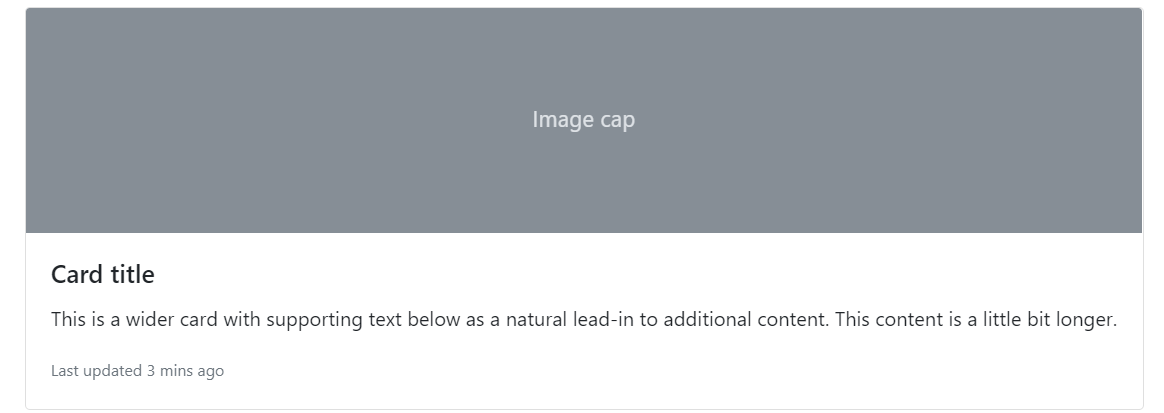 Image cap
Card title
This is a wider card with supporting text below as a natural lead-in to additional content. This content is a little bit longer.
Last updated 3 mins ago